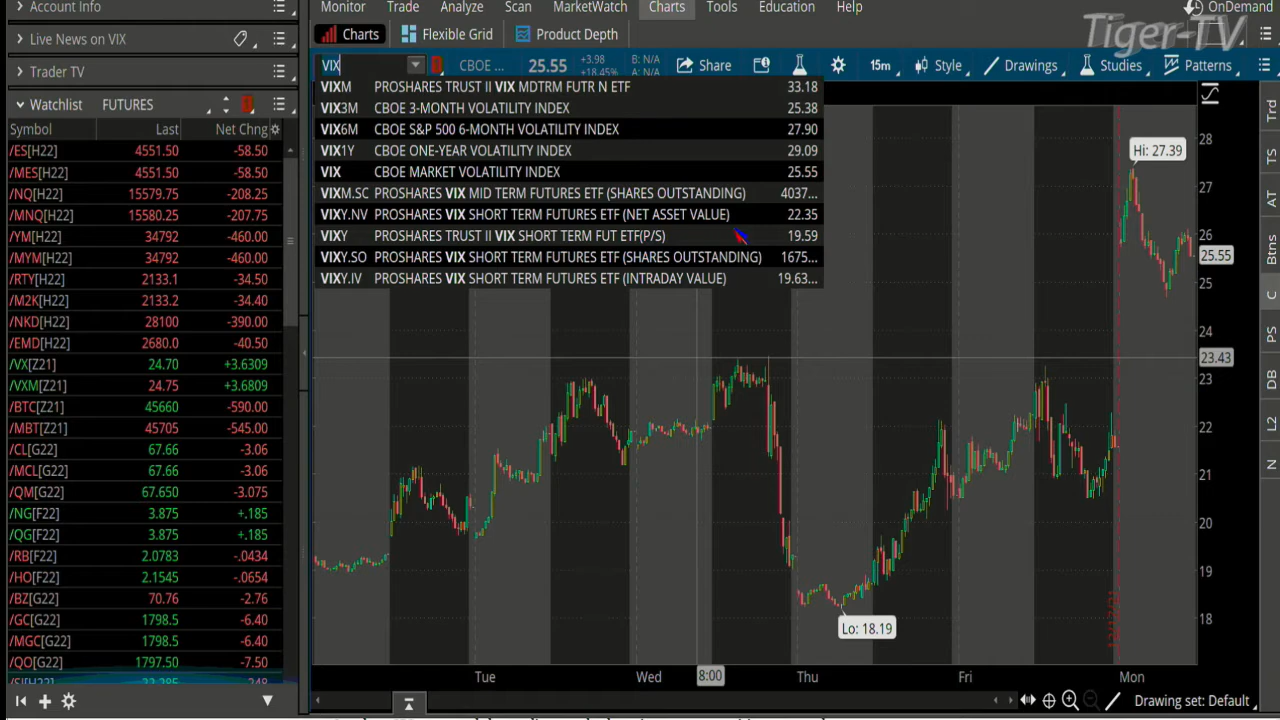 Account Info
Monitor Trade Analyze Scan MarketWatch Charts Tools Education Help
OnDemand
Tiger-TV
Live News on VIX
Charts Flexible Grid Product Depth
Trader TV
VIX CBOE ... 25.55 +3.98 +18.45% B: N/A A: N/A Share 15m Style Drawings Studies Patterns
Watchlist FUTURES
Symbol Last Net Chng
/ES[H22] 4551.50 -58.50
/MES[H22] 4551.50 -58.50
/NQ[H22] 15579.75 -208.25
/MNQ[H22] 15580.25 -207.75
/YM[H22] 34792 -460.00
/MYM[H22] 34792 -460.00
/RTY[H22] 2133.1 -34.50
/M2K[H22] 2133.2 -34.40
/NKD[H22] 28100 -390.00
/EMD[H22] 2680.0 -40.50
/VX[Z21] 24.70 +3.6309
/VXM[Z21] 24.75 +3.6809
/BTC[Z21] 45660 -590.00
/MBT[Z21] 45705 -545.00
/CL[G22] 67.66 -3.06
/MCL[G22] 67.66 -3.06
/QM[G22] 67.650 -3.075
/NG[F22] 3.875 +.185
/QG[F22] 3.875 +.185
/RB[F22] 2.0783 -.0434
/HO[F22] 2.1545 -.0654
/BZ[G22] 70.76 -2.76
/GC[G22] 1798.5 -6.40
/MGC[G22] 1798.5 -6.40
/QO[G22] 1797.50 -7.50
VIXM PROSHARES TRUST II VIX MDTRM FUTR N ETF 33.18
VIX3M CBOE 3-MONTH VOLATILITY INDEX 25.38
VIX6M CBOE S&P 500 6-MONTH VOLATILITY INDEX 27.90
VIX1Y CBOE ONE-YEAR VOLATILITY INDEX 29.09
VIX CBOE MARKET VOLATILITY INDEX 25.55
VIXM.SC PROSHARES VIX MID TERM FUTURES ETF (SHARES OUTSTANDING) 4037...
VIXY.NV PROSHARES VIX SHORT TERM FUTURES ETF (NET ASSET VALUE) 22.35
VIXY PROSHARES TRUST II VIX SHORT TERM FUT ETF(P/S) 19.59
VIXY.SO PROSHARES VIX SHORT TERM FUTURES ETF (SHARES OUTSTANDING) 1675...
VIXY.IV PROSHARES VIX SHORT TERM FUTURES ETF (INTRADAY VALUE) 19.63...
Hi: 27.39
Lo: 18.19
28
27
26
25.55
25
24
23.43
23
22
21
20
19
18
Tue Wed 8:00 Thu Fri Mon
Drawing set: Default
Trd
TS
AT
Btns
C
PS
DB
L2
N